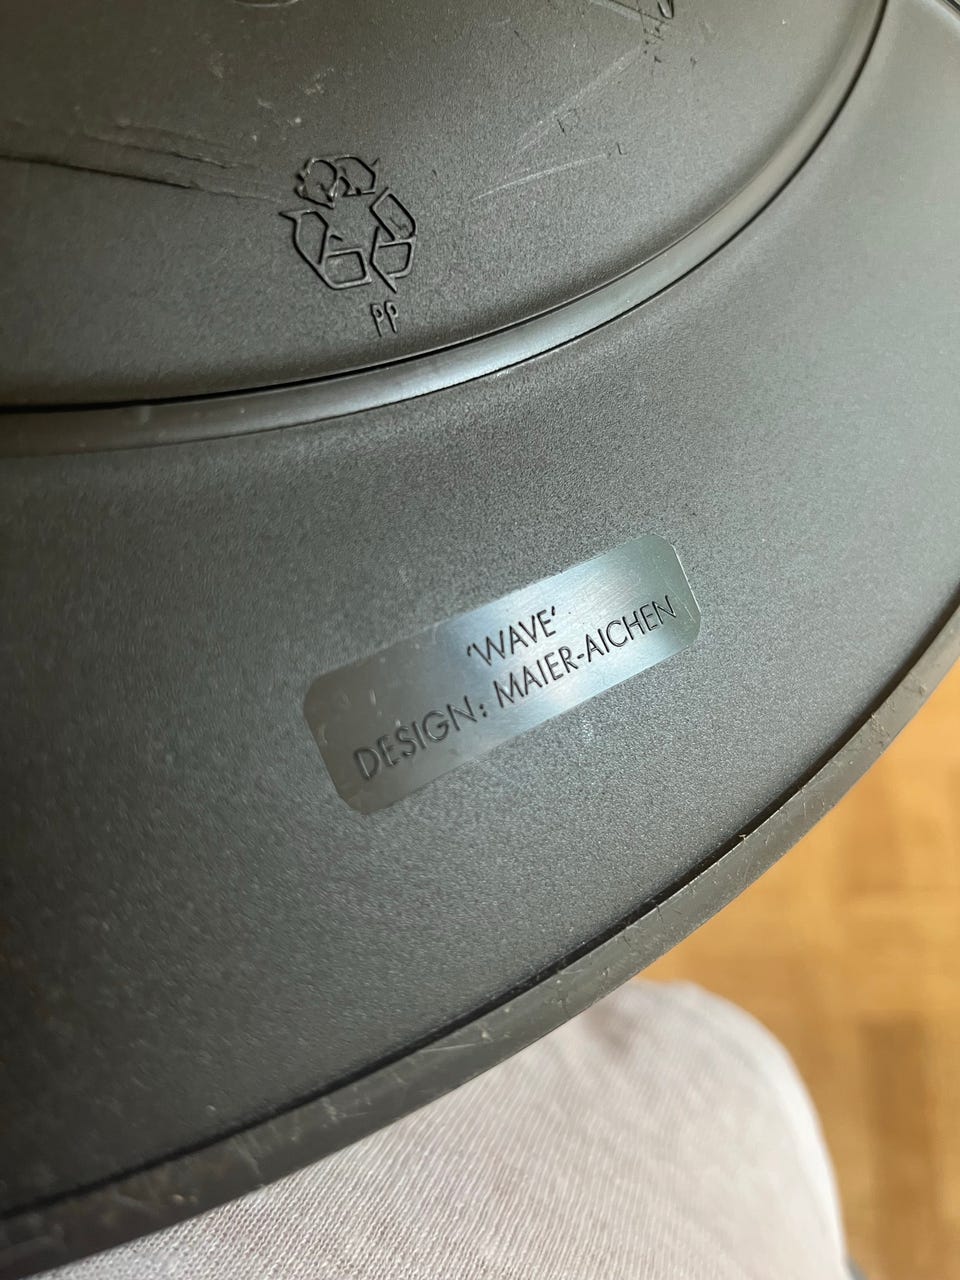 PP
'WAVE'
DESIGN: MAIER-AICHEN